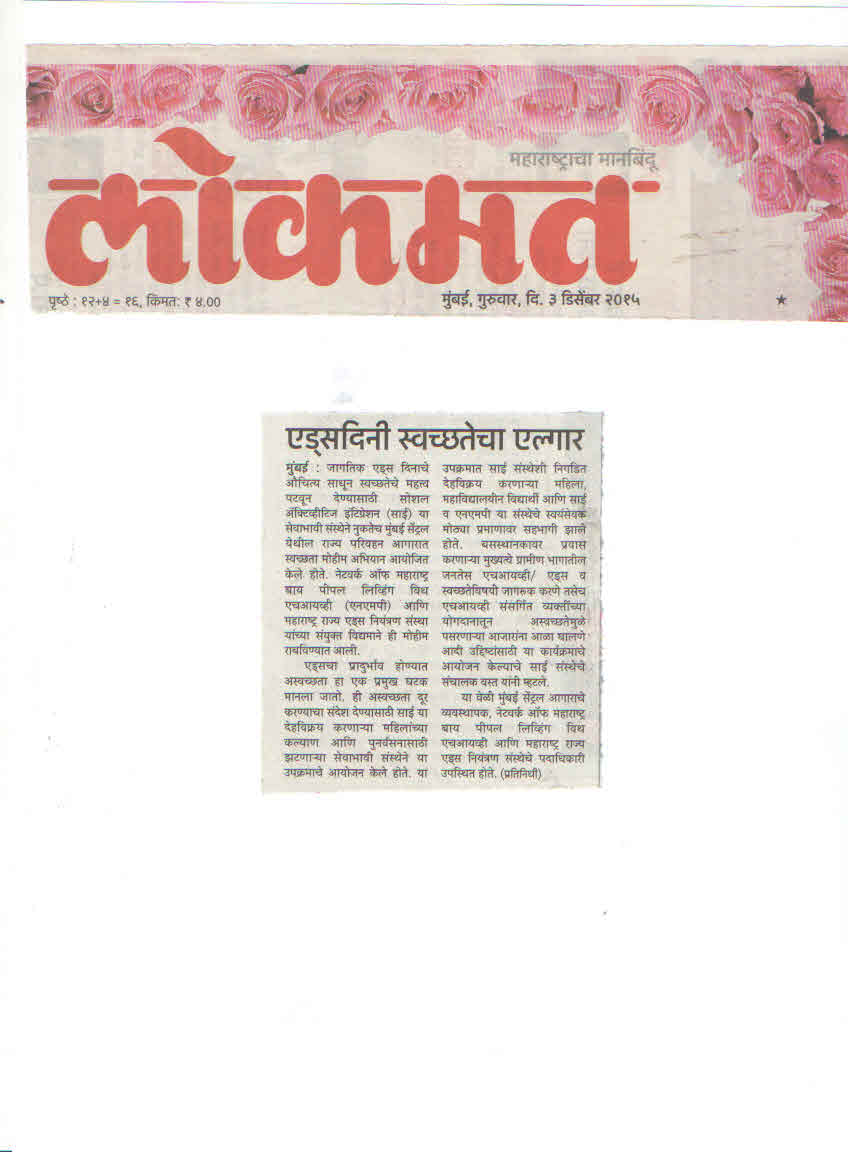 महाराष्ट्राचा मानबिंदू
लोकमत
पृष्ठे : १२+४ = १६, किंमत: ₹ ४.००
मुंबई, गुरुवार, दि. ३ डिसेंबर २०१५
एड्सदिनी स्वच्छतेचा एल्गार
मुंबई : जागतिक एड्स दिनाचे
औचित्य साधून स्वच्छतेचे महत्त्व
पटवून देण्यासाठी सोशल
ॲक्टिव्हीटिज इंटिग्रेशन (साई) या
सेवाभावी संस्थेने नुकतेच मुंबई सेंट्रल
येथील राज्य परिवहन आगारात
स्वच्छता मोहीम अभियान आयोजित
केले होते. नेटवर्क ऑफ महाराष्ट्र
बाय पीपल लिव्हिंग विथ
एचआयव्ही (एनएमपी) आणि
महाराष्ट्र राज्य एड्स नियंत्रण संस्था
यांच्या संयुक्त विद्यमाने ही मोहीम
राबविण्यात आली.
एड्सचा प्रादुर्भाव होण्यात
अस्वच्छता हा एक प्रमुख घटक
मानला जातो. ही अस्वच्छता दूर
करण्याचा संदेश देण्यासाठी साई या
देहविक्रय करणाऱ्या महिलांच्या
कल्याण आणि पुनर्वसनासाठी
झटणाऱ्या सेवाभावी संस्थेने या
उपक्रमाचे आयोजन केले होते. या
उपक्रमात साई संस्थेशी निगडित
देहविक्रय करणाऱ्या महिला,
महाविद्यालयीन विद्यार्थी आणि साई
व एनएमपी या संस्थेचे स्वयंसेवक
मोठ्या प्रमाणावर सहभागी झाले
होते. बसस्थानकावर प्रवास
करणाऱ्या मुख्यत्वे ग्रामीण भागातील
जनतेस एचआयव्ही/ एड्स व
स्वच्छतेविषयी जागरूक करणे तसेच
एचआयव्ही संसर्गित व्यक्तींच्या
योगदानातून अस्वच्छतेमुळे
पसरणाऱ्या आजारांना आळा घालणे
आदी उद्दिष्टांसाठी या कार्यक्रमाचे
आयोजन केल्याचे साई संस्थेचे
संचालक वस्त यांनी म्हटले.
या वेळी मुंबई सेंट्रल आगाराचे
व्यवस्थापक, नेटवर्क ऑफ महाराष्ट्र
बाय पीपल लिव्हिंग विथ
एचआयव्ही आणि महाराष्ट्र राज्य
एड्स नियंत्रण संस्थेचे पदाधिकारी
उपस्थित होते. (प्रतिनिधी)